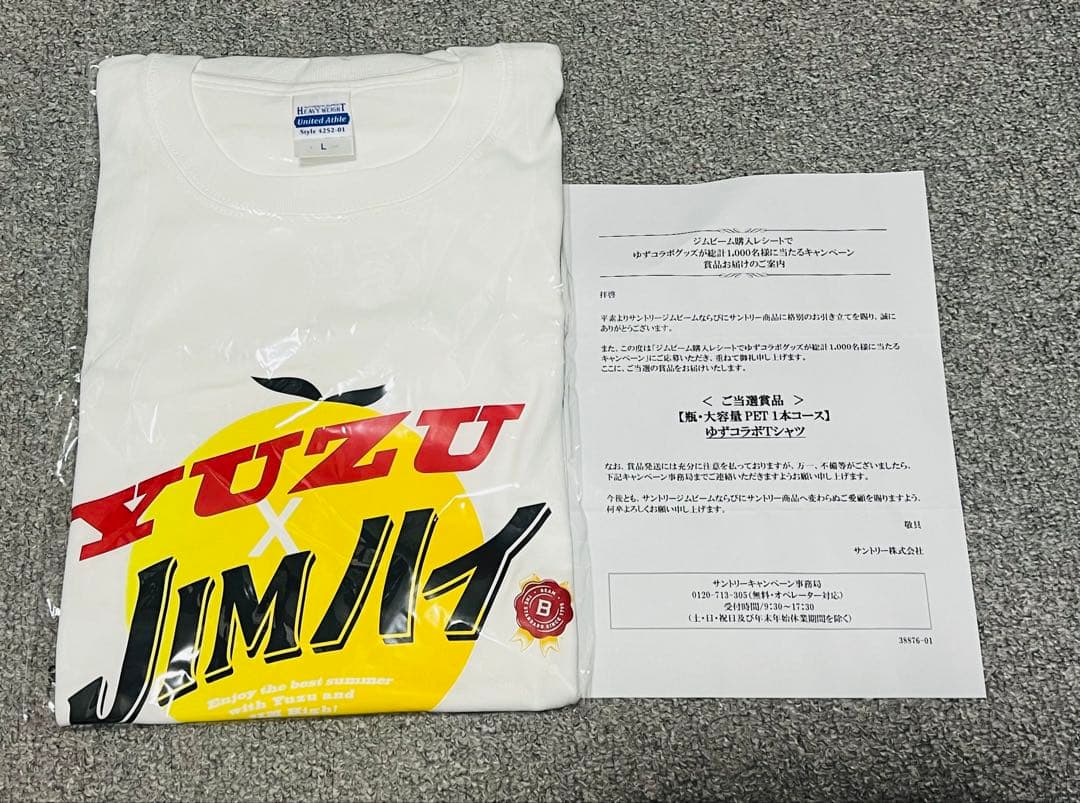 HEAVY WEIGHT
United Athle
Style 4252-01
L
YUZU
X
JIMハイ
BEAM
B
THE STANDARD SINCE 1795
Enjoy the best summer
with Yuzu and
JIM High!
ジムビーム購入レシートで
ゆずコラボグッズが総計1,000名様に当たるキャンペーン
賞品お届けのご案内
拝啓
平素よりサントリージムビームならびにサントリー商品に格別のお引き立てを賜り、誠に
ありがとうございます。
また、この度は「ジムビーム購入レシートでゆずコラボグッズが総計1,000名様に当たる
キャンペーン」にご応募いただき、重ねて御礼申し上げます。
ここに、ご当選の賞品をお届けいたします。
＜ ご当選賞品 ＞
【瓶・大容量 PET 1本コース】
ゆずコラボTシャツ
なお、賞品発送には充分に注意を払っておりますが、万一、不備等がございましたら、
下記キャンペーン事務局までご連絡いただきますようお願い申し上げます。
今後とも、サントリージムビームならびにサントリー商品へ変わらぬご愛顧を賜りますよう、
何卒よろしくお願い申し上げます。
敬具
サントリー株式会社
サントリーキャンペーン事務局
0120-713-305(無料・オペレーター対応)
受付時間/9:30～17:30
(土・日・祝日及び年末年始休業期間を除く)
38876-01